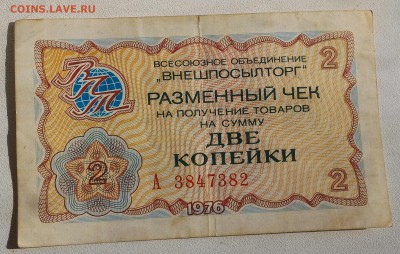 COINS.LAVE.RU
ВСЕСОЮЗНОЕ ОБЪЕДИНЕНИЕ
"ВНЕШПОСЫЛТОРГ"
2
ВПТ
РАЗМЕННЫЙ ЧЕК
НА ПОЛУЧЕНИЕ ТОВАРОВ
НА СУММУ
ДВЕ
КОПЕЙКИ
2
А 3847382
2
1976